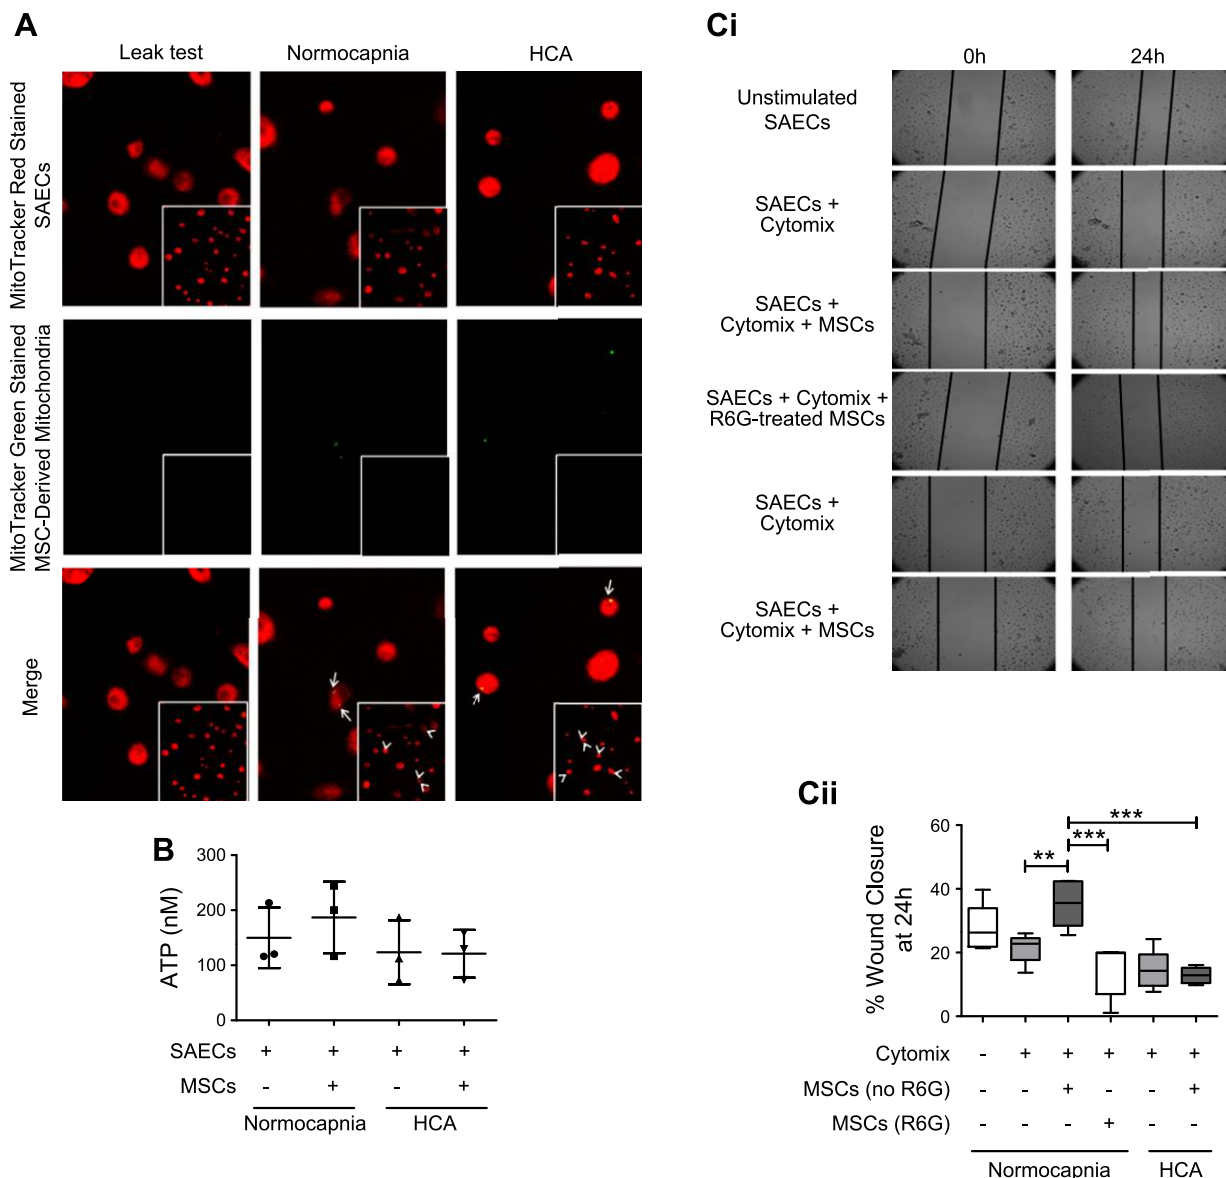 A
Leak test
Normocapnia
HCA
MitoTracker Red Stained
SAECs
MitoTracker Green Stained
MSC-Derived Mitochondria
Merge
B
ATP (nM)
300
200
100
0
SAECs + + + +
MSCs - + - +
Normocapnia
HCA
Ci
0h
24h
Unstimulated
SAECs
SAECs +
Cytomix
SAECs +
Cytomix + MSCs
SAECs + Cytomix +
R6G-treated MSCs
SAECs +
Cytomix
SAECs +
Cytomix + MSCs
Cii
% Wound Closure
at 24h
60
40
20
0
***
***
**
Cytomix - + + + + +
MSCs (no R6G) - - + - - +
MSCs (R6G) - - - + - -
Normocapnia
HCA